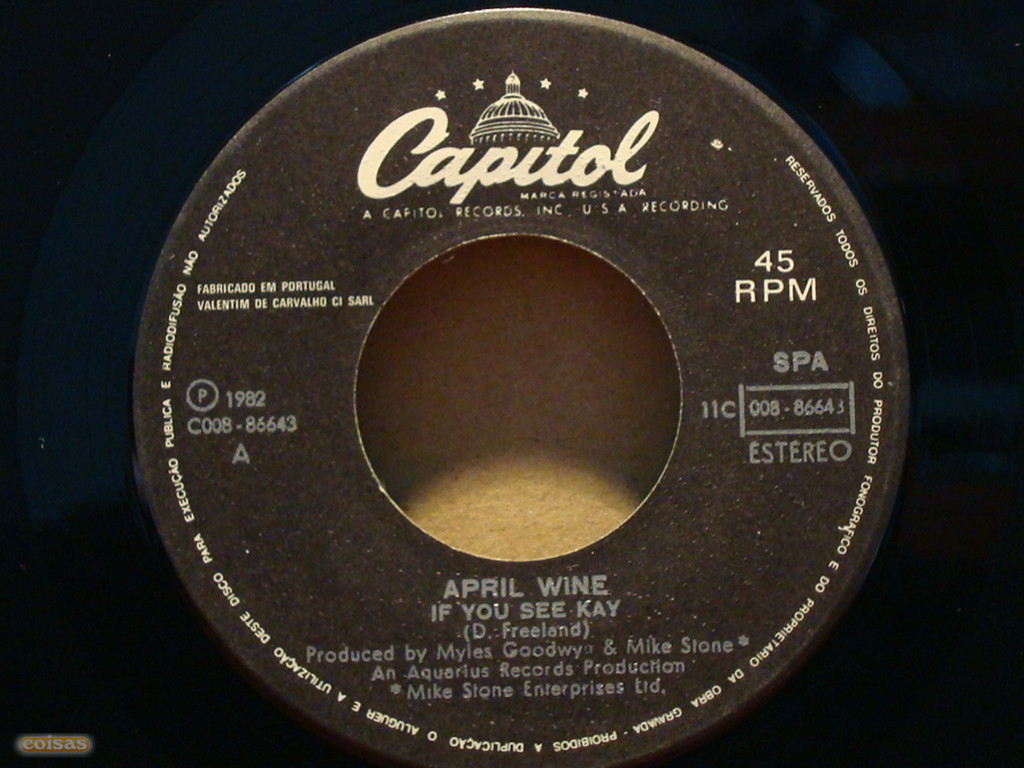 Capitol
MARCA REGISTADA
A CAPITOL RECORDS, INC. U.S.A. RECORDING
45
RPM
FABRICADO EM PORTUGAL
VALENTIM DE CARVALHO CI SARL
Ⓟ 1982
C008-86643
A
SPA
11C 008-86643
ESTÉREO
APRIL WINE
IF YOU SEE KAY
(D. Freeland)
Produced by Myles Goodwyn & Mike Stone*
An Aquarius Records Production
*Mike Stone Enterprises Ltd.
RESERVADOS TODOS OS DIREITOS DO PRODUTOR FONOGRÁFICO E DO PROPRIETARIO DA OBRA GRAVADA - PROIBIDOS A DUPLICAÇÃO O ALUGUER E A UTILIZAÇÃO DESTE DISCO PARA EXECUÇÃO PUBLICA E RADIODIFUSÃO NÃO AUTORIZADOS
coisas